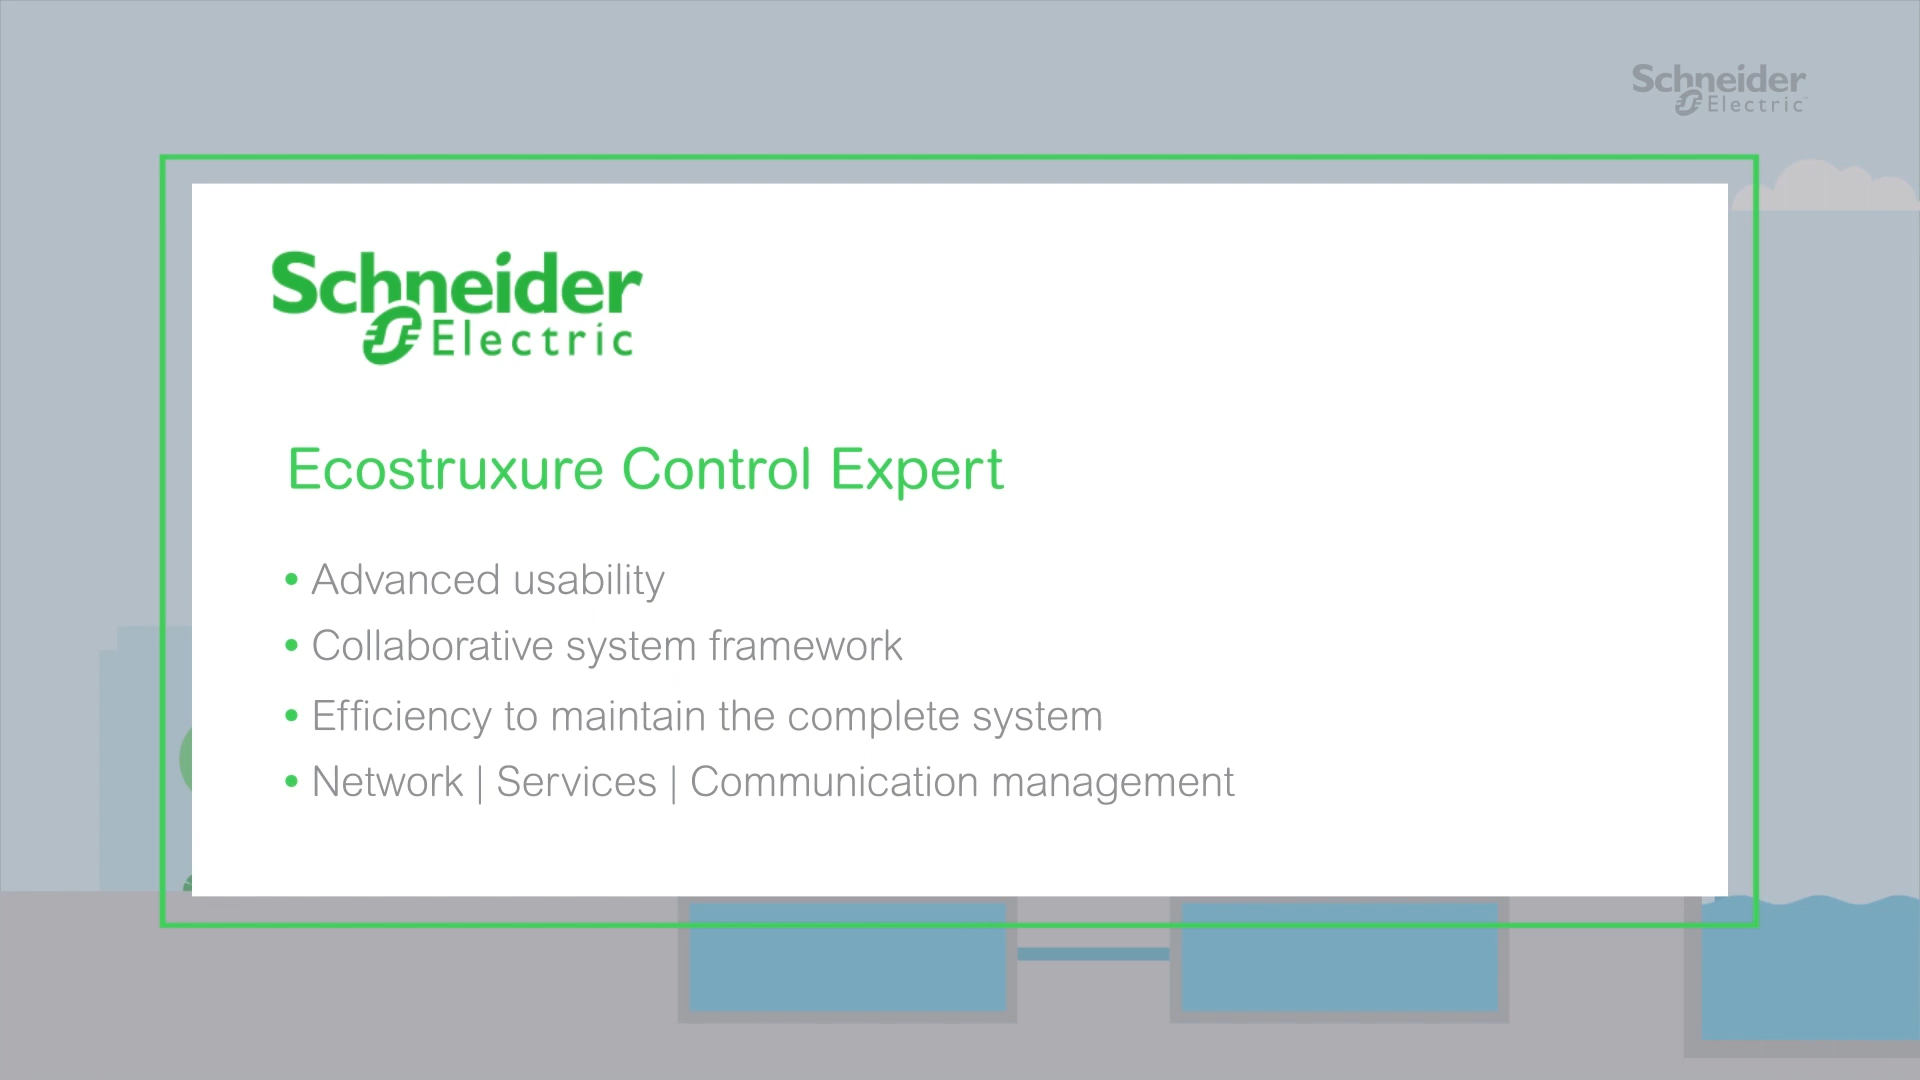 Schneider
Electric
Schneider
Electric
Ecostruxure Control Expert
• Advanced usability
• Collaborative system framework
• Efficiency to maintain the complete system
• Network | Services | Communication management